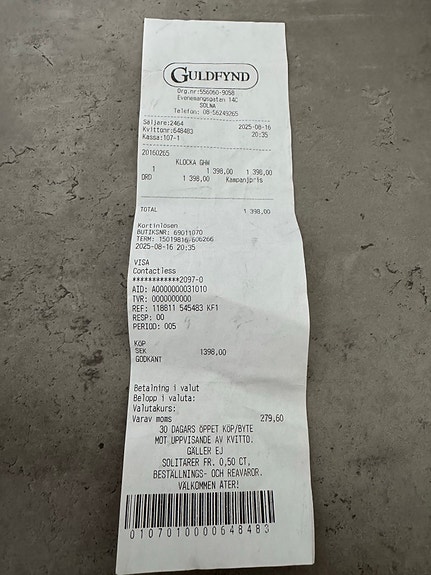 GULDFYND
Org.nr:556060-9058
Evenemangsgatan 14C
SOLNA
Telefon: 08-56249265
Säljare:2464 2025-08-16
Kvittonr:648483 20:35
Kassa:107-1
20160265
KLOCKA GHW
1 1 398,00 1 398,00
ORD 1 398,00 Kampanjpris
TOTAL 1 398,00
Kortinlösen
BUTIKSNR: 69011070
TERM: 15019816/606266
2025-08-16 20:35
VISA
Contactless
************2097-0
AID: A0000000031010
TVR: 0000000000
REF: 118811 545483 KF1
RESP: 00
PERIOD: 005
KÖP
SEK 1398,00
GODKÄNT
Betalning i valut
Belopp i valuta:
Valutakurs:
Varav moms 279,60
30 DAGARS ÖPPET KÖP/BYTE
MOT UPPVISANDE AV KVITTO.
GÄLLER EJ
SOLITÄRER FR. 0,50 CT,
BESTÄLLNINGS- OCH REAVAROR.
VÄLKOMMEN ÅTER!
0107010000648483